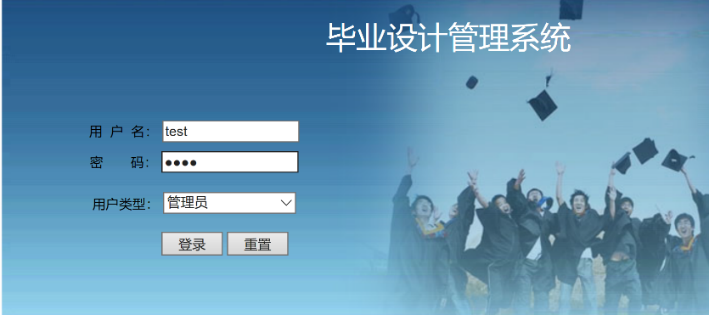 毕业设计管理系统
用 户 名： test
密 码： ●●●●
用户类型： 管理员
登录 重置